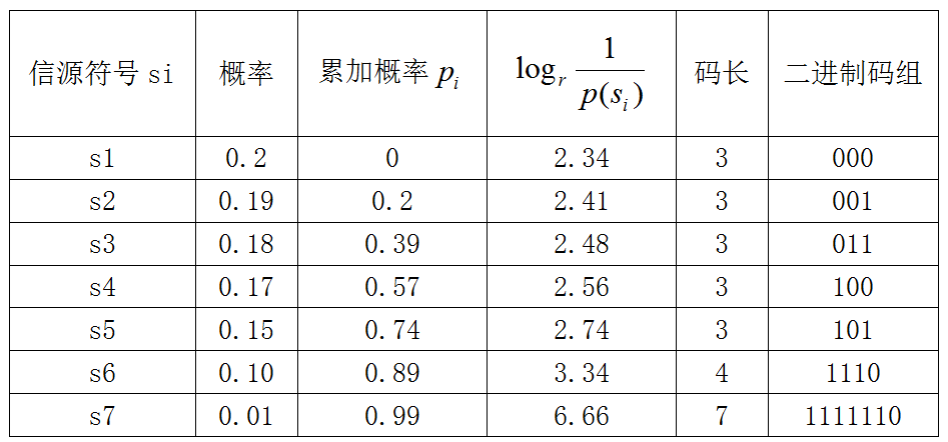 信源符号 si 概率 累加概率 p_i log_r 1/p(s_i) 码长 二进制码组
s1 0.2 0 2.34 3 000
s2 0.19 0.2 2.41 3 001
s3 0.18 0.39 2.48 3 011
s4 0.17 0.57 2.56 3 100
s5 0.15 0.74 2.74 3 101
s6 0.10 0.89 3.34 4 1110
s7 0.01 0.99 6.66 7 1111110